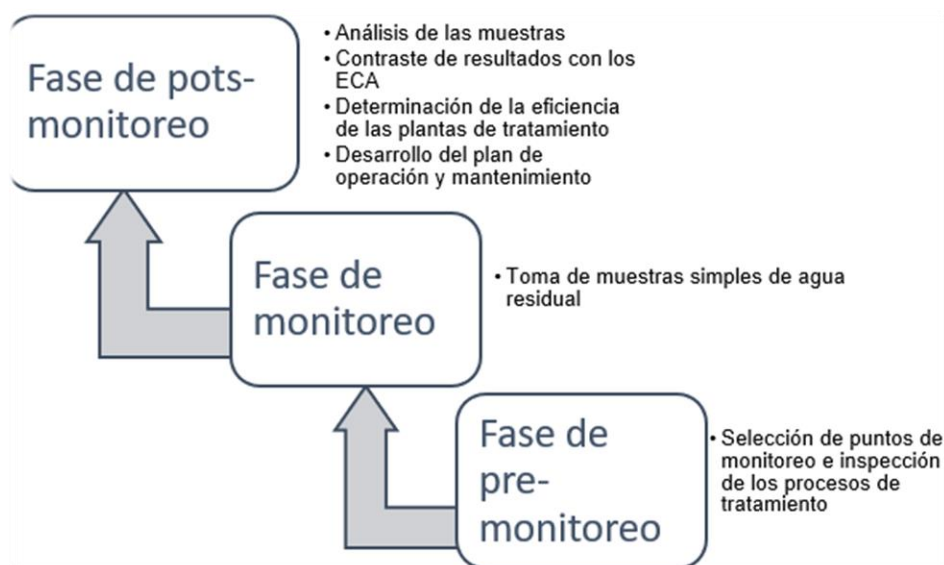 Fase de pots-
monitoreo
• Análisis de las muestras
• Contraste de resultados con los
ECA
• Determinación de la eficiencia
de las plantas de tratamiento
• Desarrollo del plan de
operación y mantenimiento
Fase de
monitoreo
• Toma de muestras simples de agua
residual
Fase de
pre-
monitoreo
• Selección de puntos de
monitoreo e inspección
de los procesos de
tratamiento